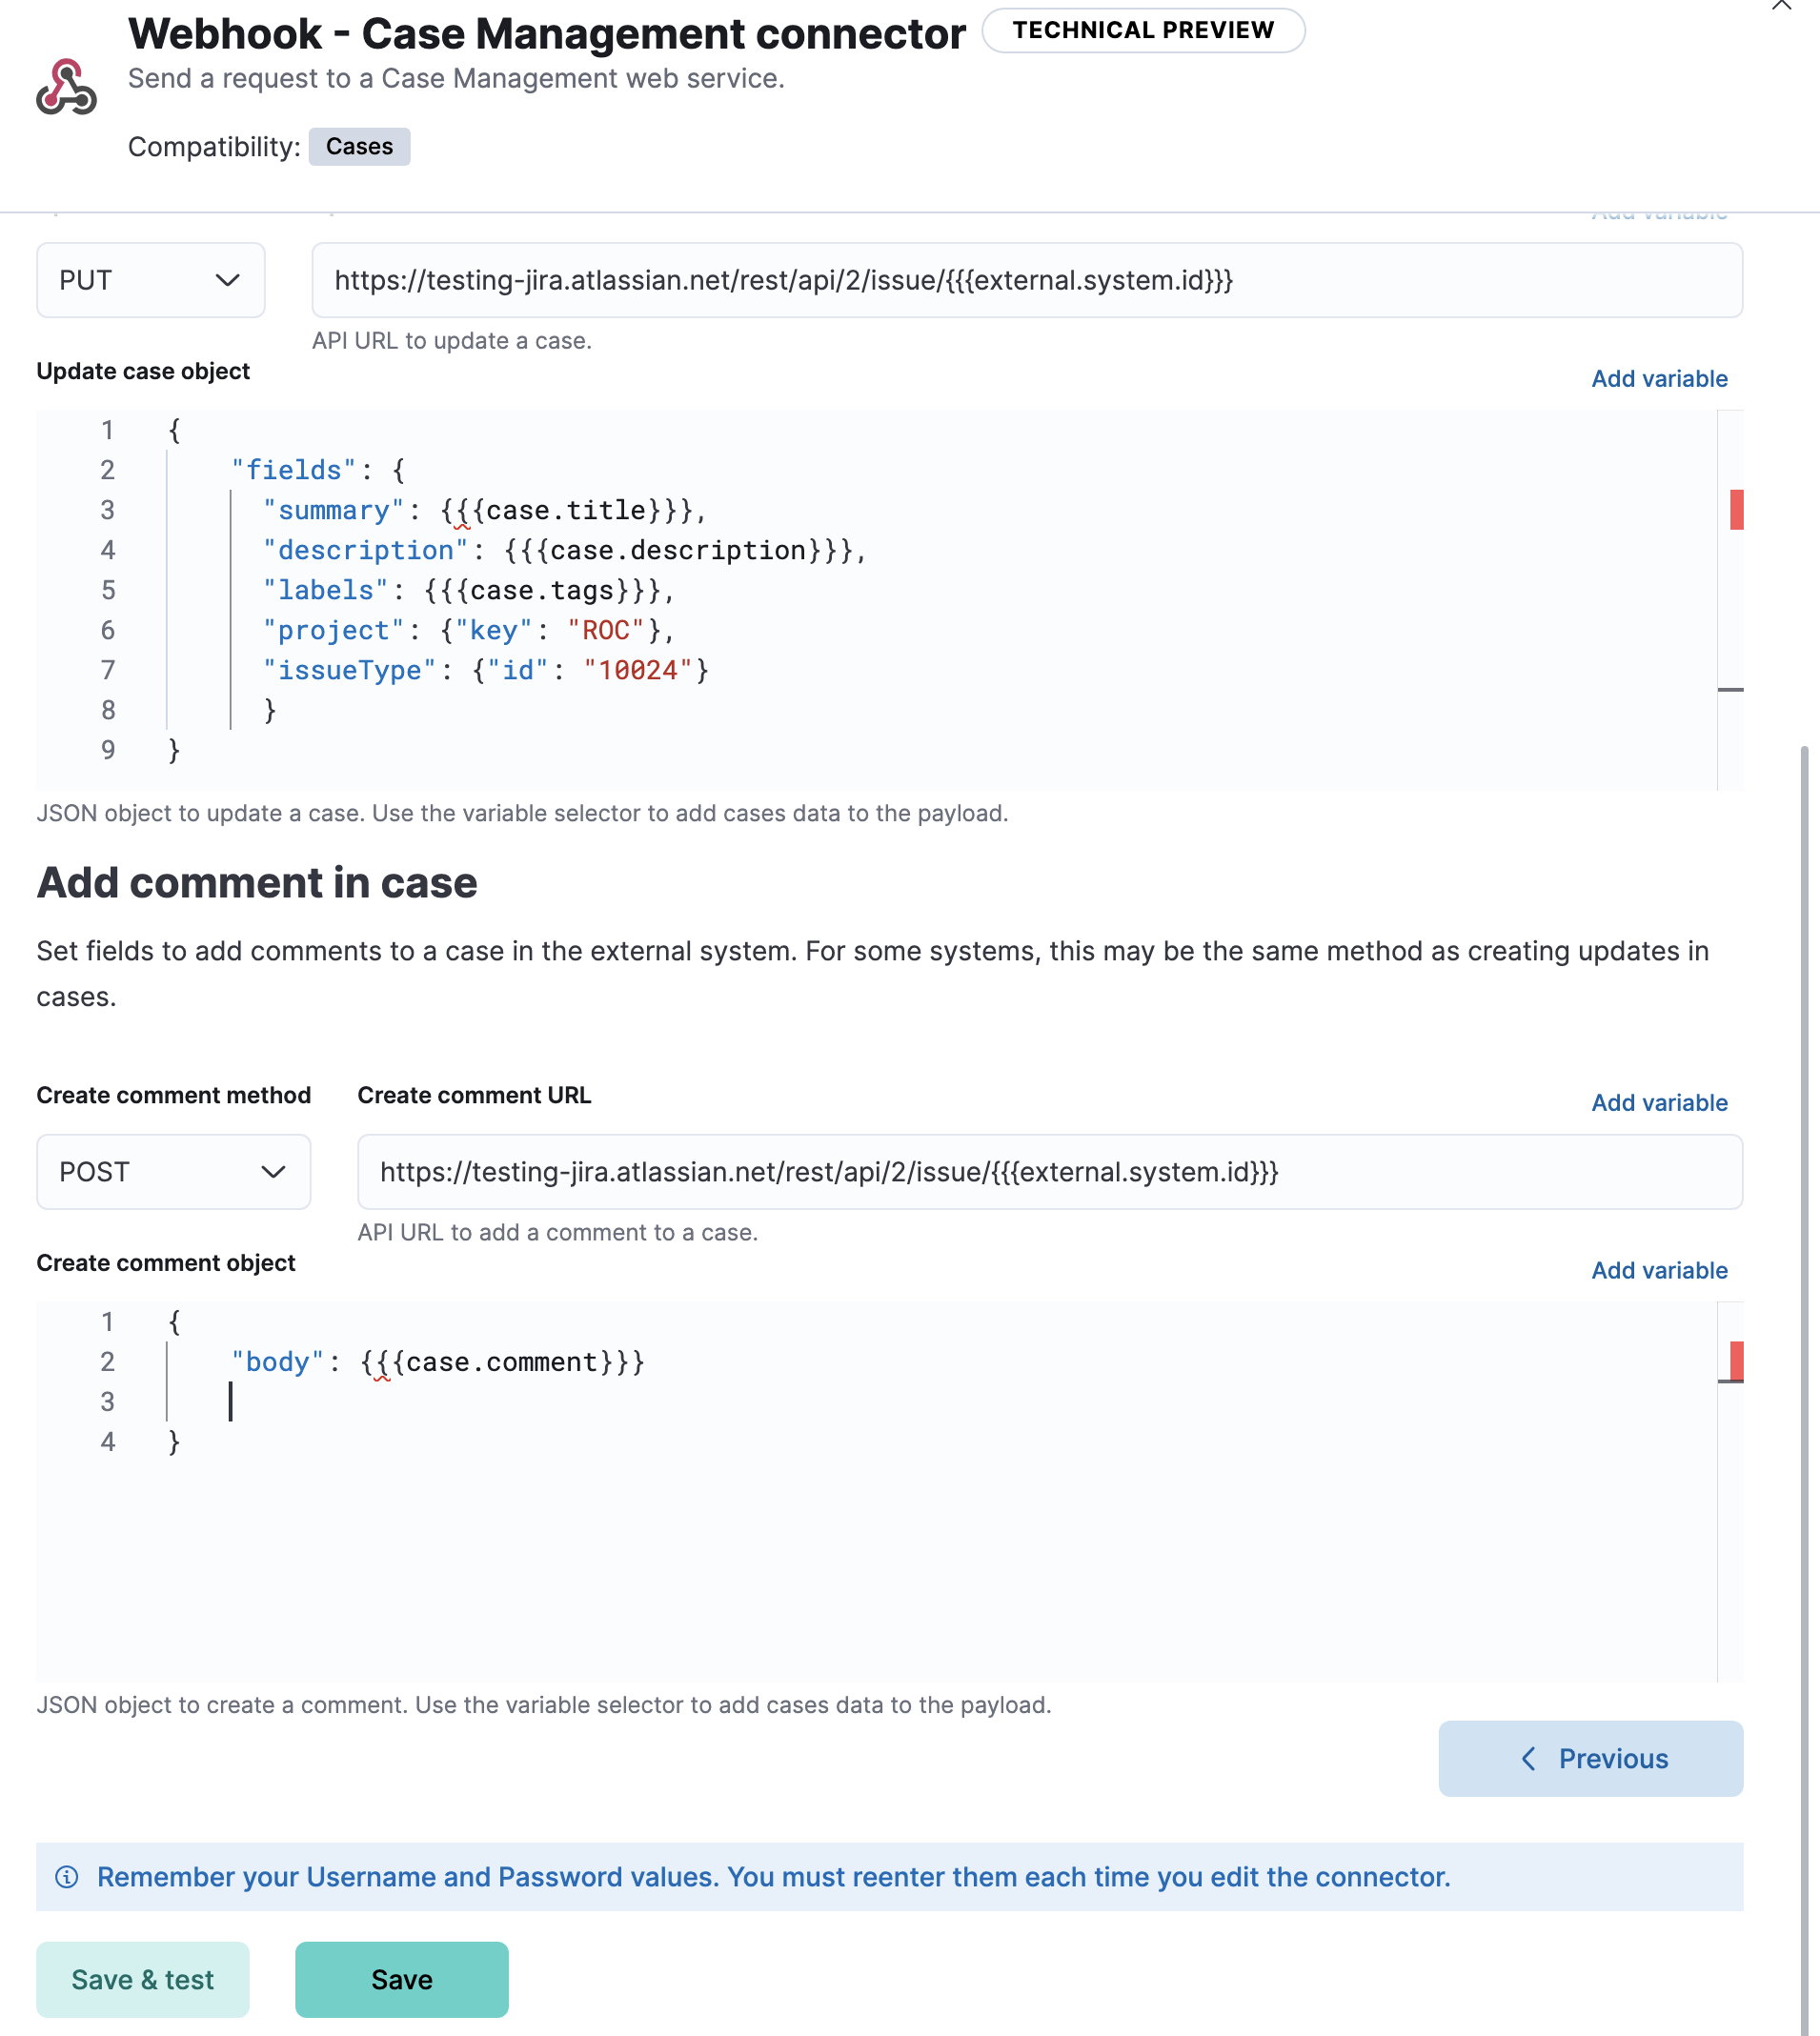 Webhook - Case Management connector TECHNICAL PREVIEW
Send a request to a Case Management web service.
Compatibility: Cases
Add variable
PUT https://testing-jira.atlassian.net/rest/api/2/issue/{{{external.system.id}}}
API URL to update a case.
Update case object Add variable
1 {
2 "fields": {
3 "summary": {{{case.title}}},
4 "description": {{{case.description}}},
5 "labels": {{{case.tags}}},
6 "project": {"key": "ROC"},
7 "issueType": {"id": "10024"}
8 }
9 }
JSON object to update a case. Use the variable selector to add cases data to the payload.
Add comment in case
Set fields to add comments to a case in the external system. For some systems, this may be the same method as creating updates in
cases.
Create comment method Create comment URL Add variable
POST https://testing-jira.atlassian.net/rest/api/2/issue/{{{external.system.id}}}
API URL to add a comment to a case.
Create comment object Add variable
1 {
2 "body": {{{case.comment}}}
3
4 }
JSON object to create a comment. Use the variable selector to add cases data to the payload.
Previous
Remember your Username and Password values. You must reenter them each time you edit the connector.
Save & test Save